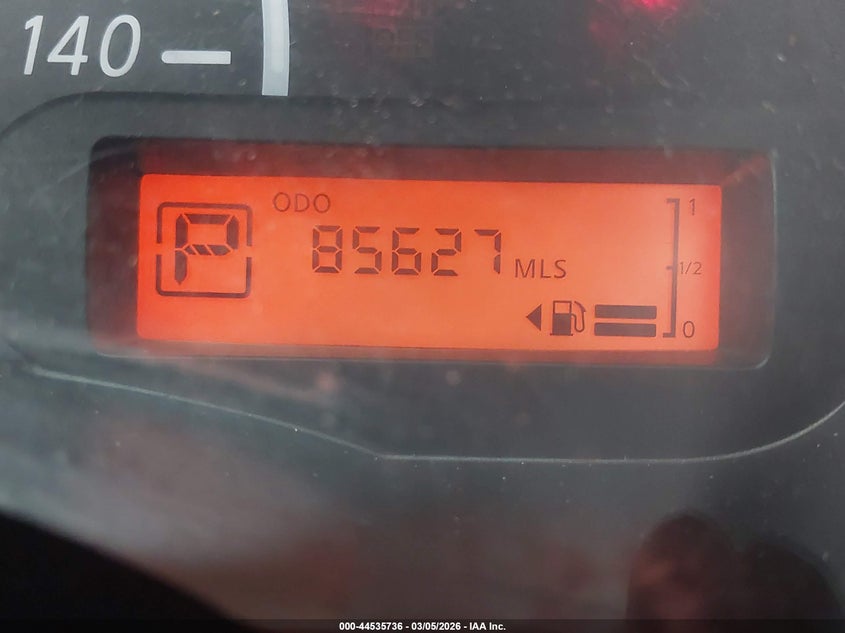 140
ODO
P
85627 MLS
1
1/2
0
000-44535736 - 03/05/2026 - IAA Inc.